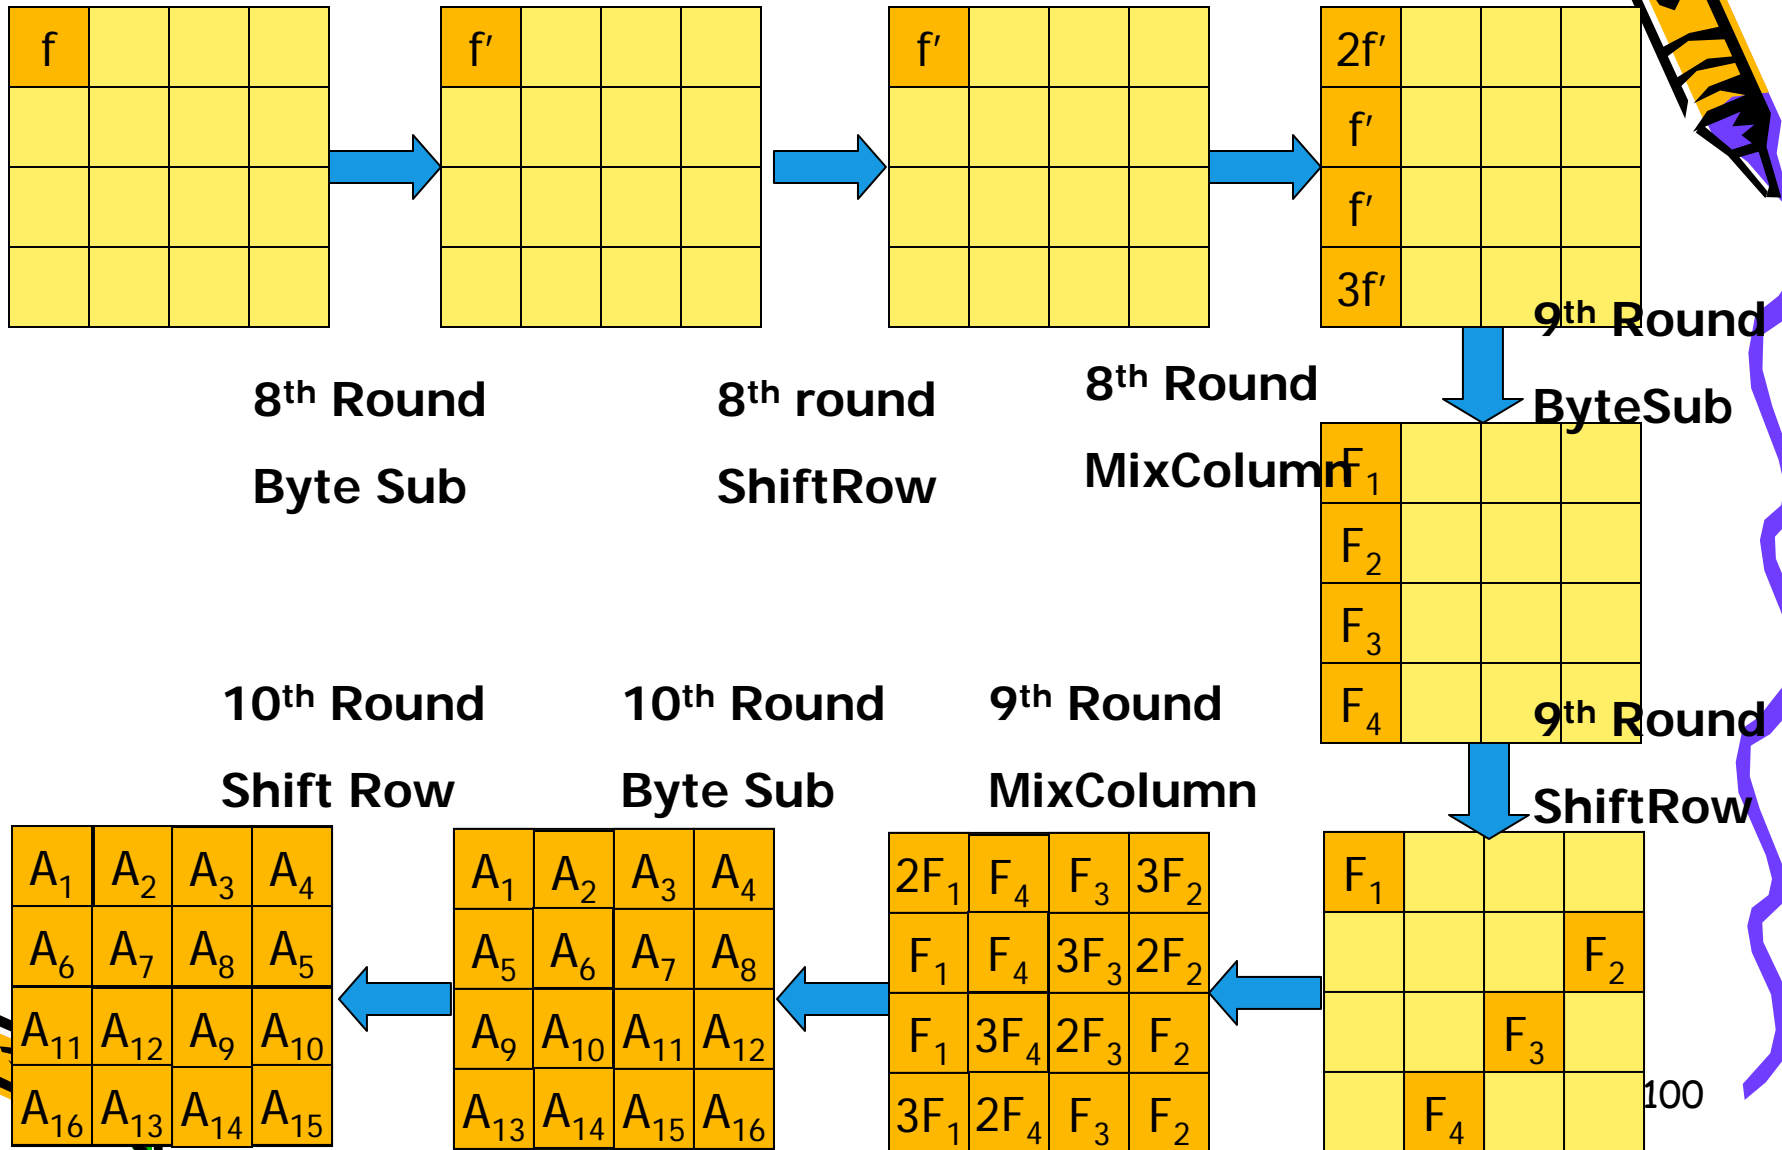 f f' f' 2f'
f'
f'
3f'
8th Round
Byte Sub
8th round
ShiftRow
8th Round
MixColumn
9th Round
ByteSub
F1
F2
F3
F4
9th Round
ShiftRow
10th Round
Shift Row
10th Round
Byte Sub
9th Round
MixColumn
A1 A2 A3 A4
A6 A7 A8 A5
A11 A12 A9 A10
A16 A13 A14 A15
A1 A2 A3 A4
A5 A6 A7 A8
A9 A10 A11 A12
A13 A14 A15 A16
2F1 F4 F3 3F2
F1 F4 3F3 2F2
F1 3F4 2F3 F2
3F1 2F4 F3 F2
F1
F2
F3
F4
100